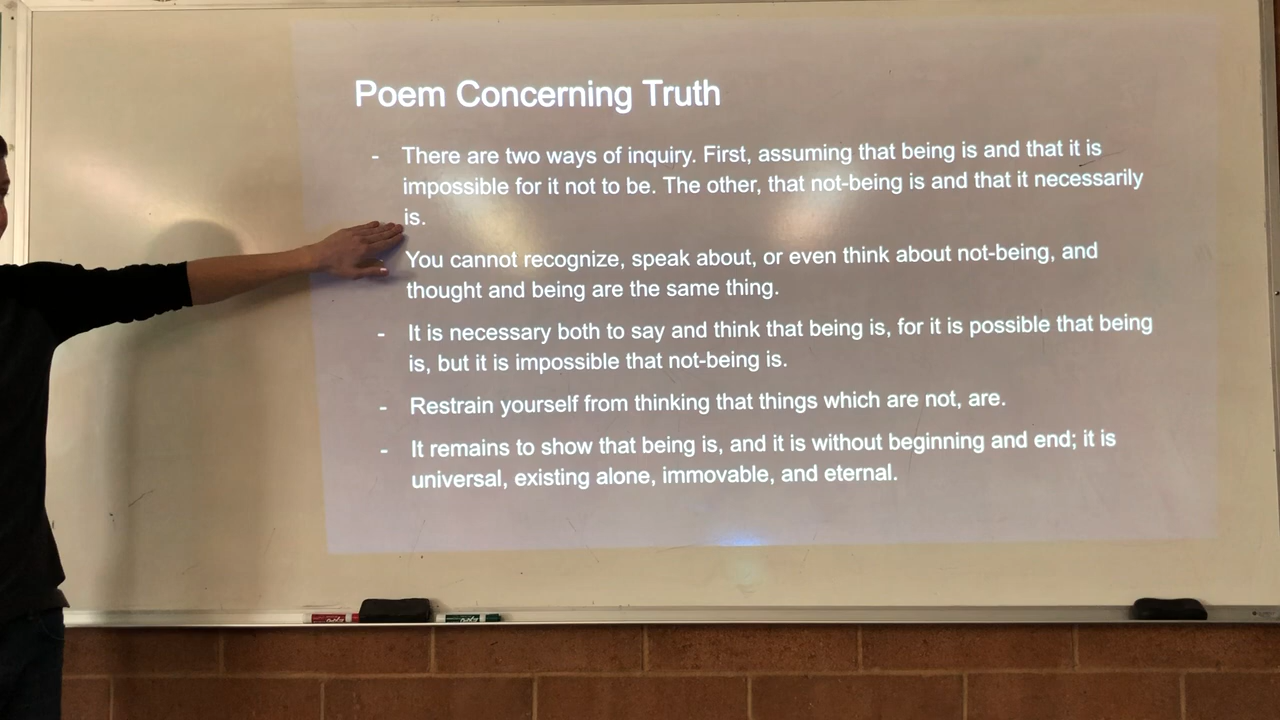 Poem Concerning Truth
- There are two ways of inquiry. First, assuming that being is and that it is
impossible for it not to be. The other, that not-being is and that it necessarily
is.
You cannot recognize, speak about, or even think about not-being, and
thought and being are the same thing.
- It is necessary both to say and think that being is, for it is possible that being
is, but it is impossible that not-being is.
- Restrain yourself from thinking that things which are not, are.
- It remains to show that being is, and it is without beginning and end; it is
universal, existing alone, immovable, and eternal.